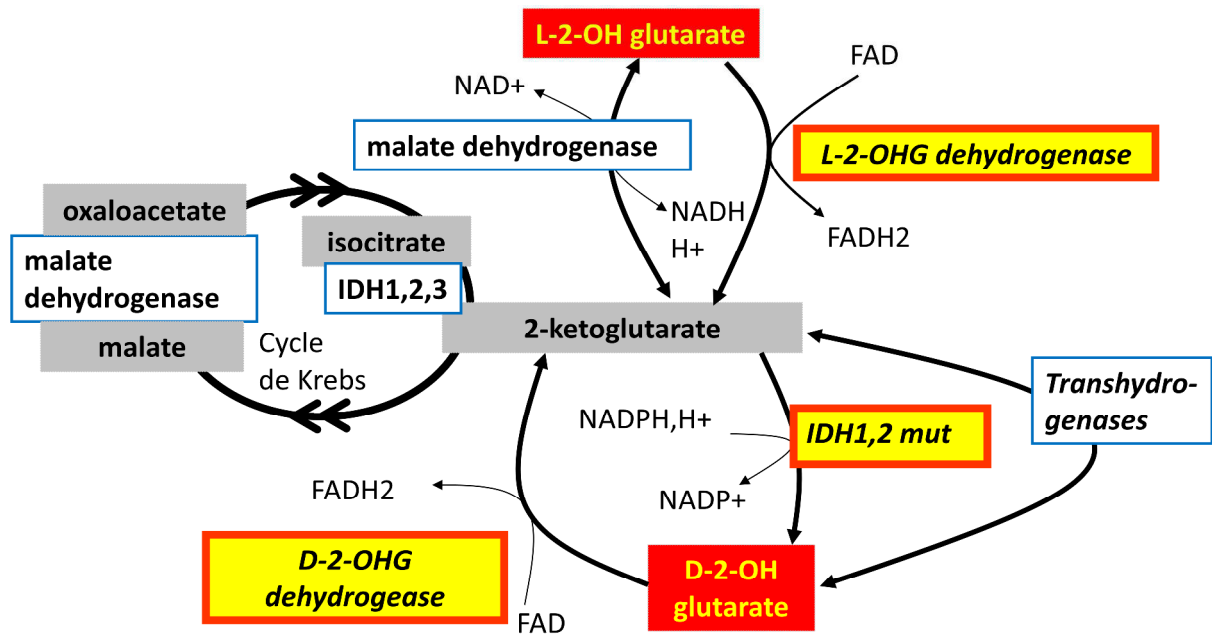 L-2-OH glutarate
FAD
NAD+
malate dehydrogenase
L-2-OHG dehydrogenase
oxaloacetate
NADH
H+
FADH2
isocitrate
malate
dehydrogenase
IDH1,2,3
2-ketoglutarate
malate
Cycle
de Krebs
Transhydro-
genases
NADPH,H+
IDH1,2 mut
FADH2
NADP+
D-2-OHG
dehydrogease
D-2-OH
glutarate
FAD